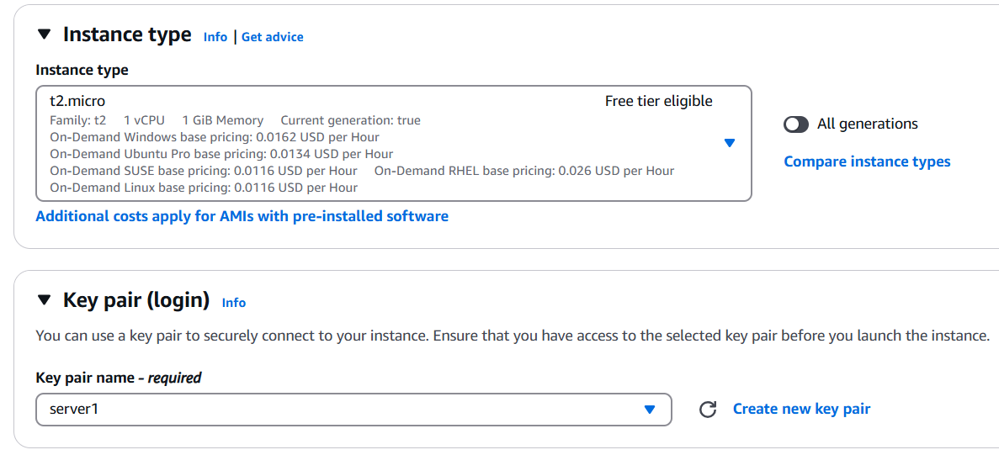 Instance type Info | Get advice
Instance type
t2.micro Free tier eligible
Family: t2 1 vCPU 1 GiB Memory Current generation: true
On-Demand Windows base pricing: 0.0162 USD per Hour
On-Demand Ubuntu Pro base pricing: 0.0134 USD per Hour
On-Demand SUSE base pricing: 0.0116 USD per Hour On-Demand RHEL base pricing: 0.026 USD per Hour
On-Demand Linux base pricing: 0.0116 USD per Hour
All generations
Compare instance types
Additional costs apply for AMIs with pre-installed software
Key pair (login) Info
You can use a key pair to securely connect to your instance. Ensure that you have access to the selected key pair before you launch the instance.
Key pair name - required
server1
Create new key pair